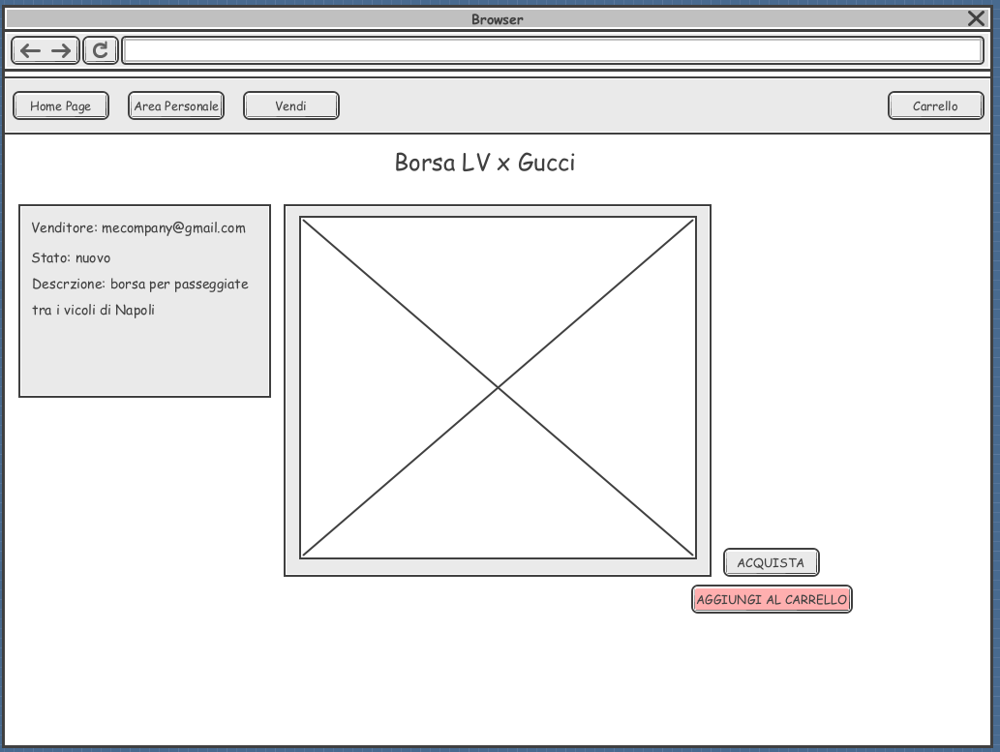 Browser
Home Page
Area Personale
Vendi
Carrello
Borsa LV x Gucci
Venditore: mecompany@gmail.com
Stato: nuovo
Descrzione: borsa per passeggiate
tra i vicoli di Napoli
ACQUISTA
AGGIUNGI AL CARRELLO